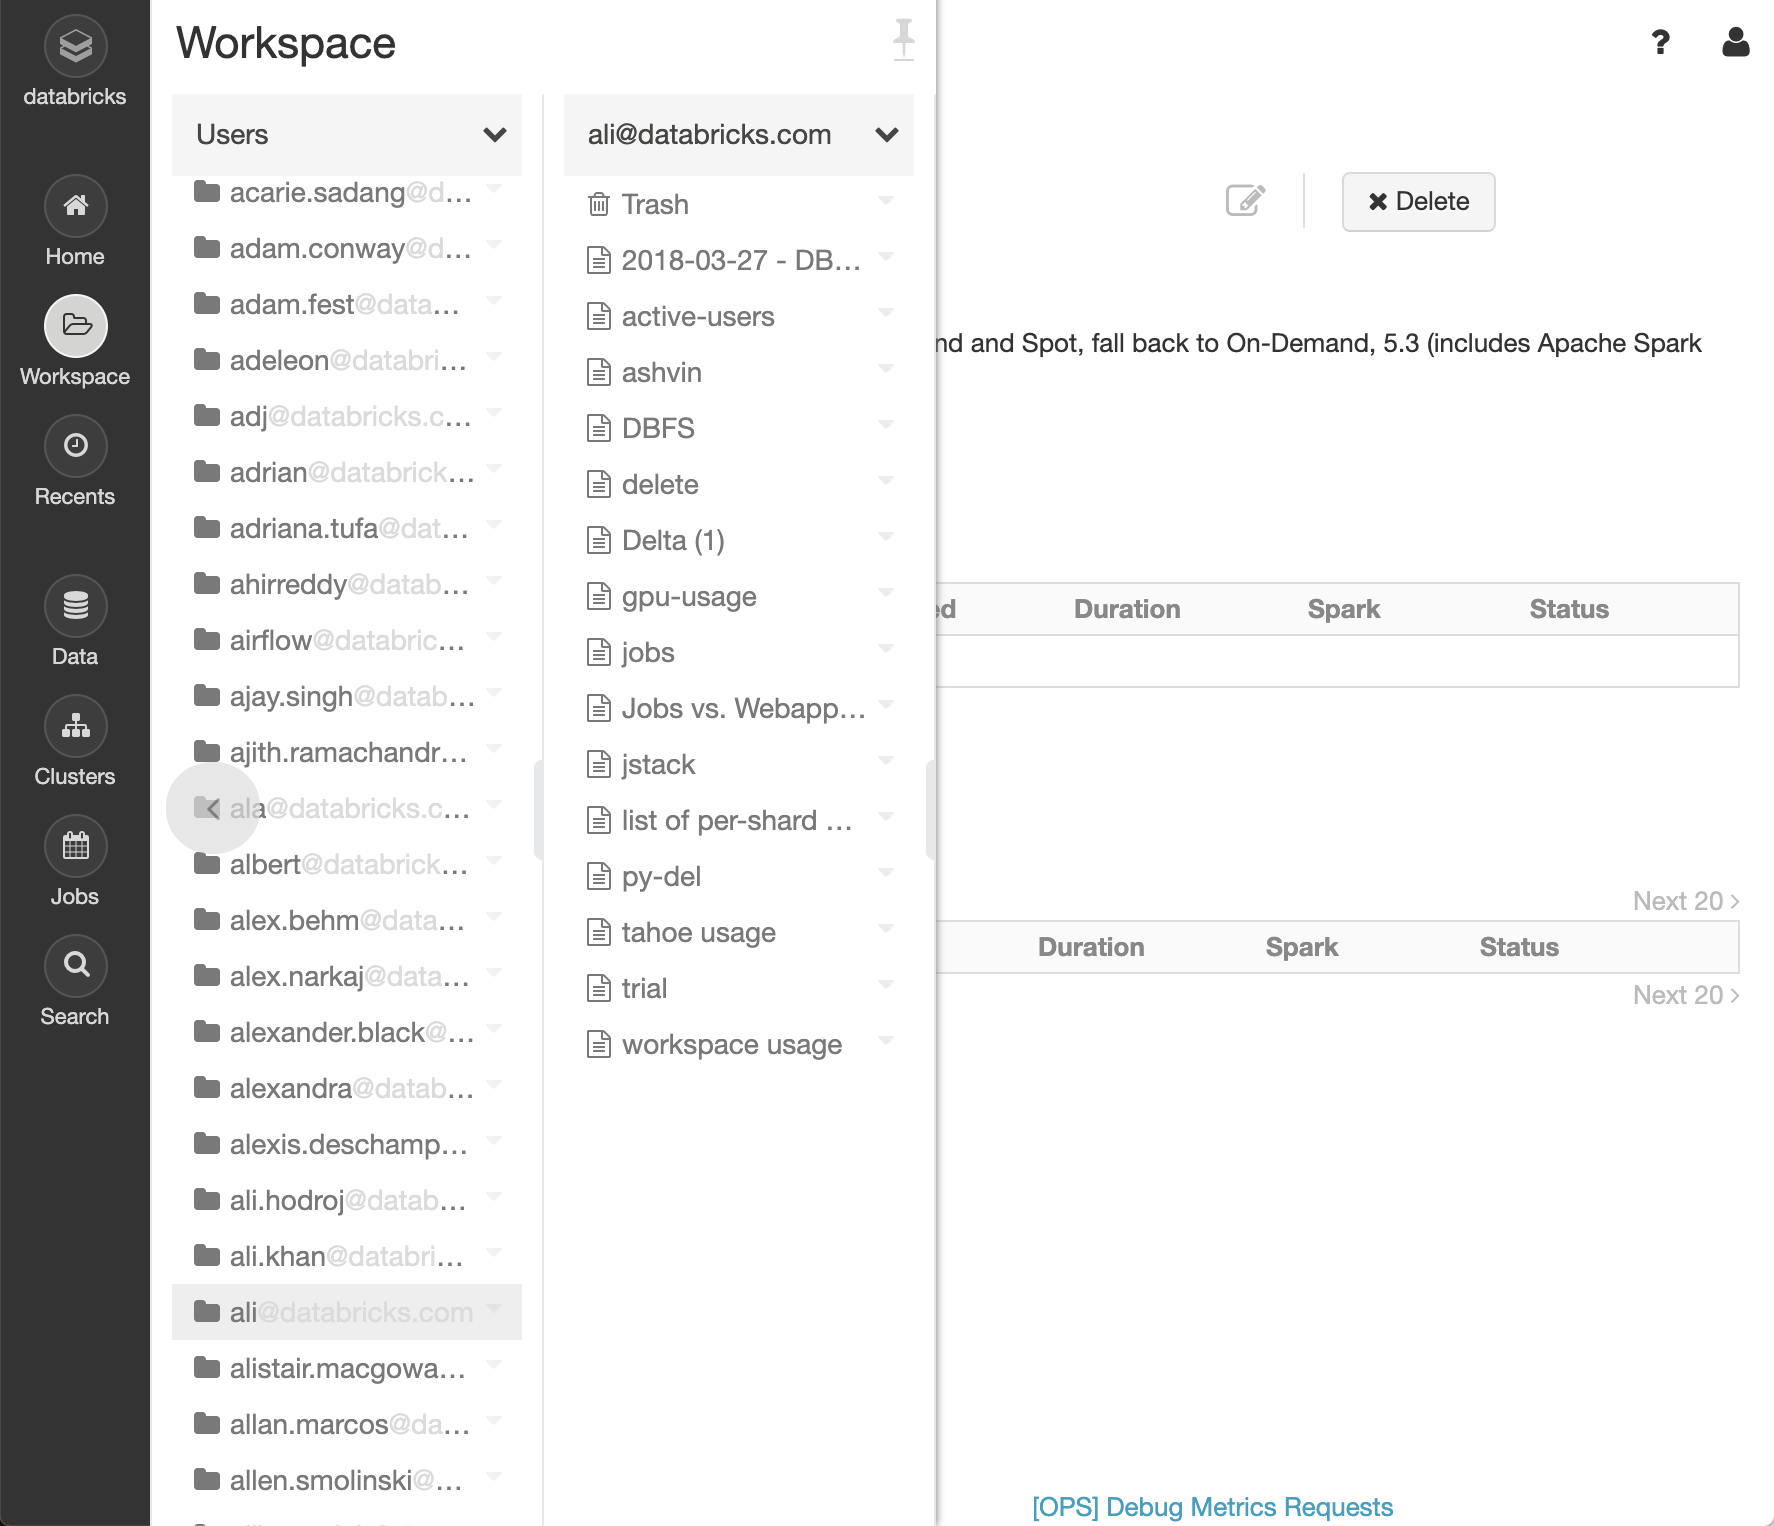 databricks
Home
Workspace
Recents
Data
Clusters
Jobs
Search
Workspace
Users
acarie.sadang@d...
adam.conway@d...
adam.fest@data...
adeleon@databri...
adj@databricks.c...
adrian@databrick...
adriana.tufa@dat...
ahirreddy@datab...
airflow@databric...
ajay.singh@datab...
ajith.ramachandr...
ala@databricks.c...
albert@databrick...
alex.behm@data...
alex.narkaj@data...
alexander.black@...
alexandra@datab...
alexis.deschamp...
ali.hodroj@datab...
ali.khan@databri...
ali@databricks.com
alistair.macgowa...
allan.marcos@da...
allen.smolinski@...
ali@databricks.com
Trash
2018-03-27 - DB...
active-users
ashvin
DBFS
delete
Delta (1)
gpu-usage
jobs
Jobs vs. Webapp...
jstack
list of per-shard ...
py-del
tahoe usage
trial
workspace usage
?
Delete
nd and Spot, fall back to On-Demand, 5.3 (includes Apache Spark
ed Duration Spark Status
Next 20 >
Duration Spark Status
Next 20 >
[OPS] Debug Metrics Requests